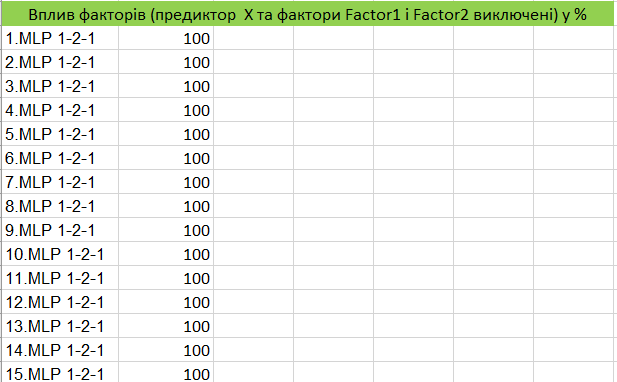 Вплив факторів (предиктор  X та фактори Factor1 і Factor2 виключені) у %
1.MLP 1-2-1 100
2.MLP 1-2-1 100
3.MLP 1-2-1 100
4.MLP 1-2-1 100
5.MLP 1-2-1 100
6.MLP 1-2-1 100
7.MLP 1-2-1 100
8.MLP 1-2-1 100
9.MLP 1-2-1 100
10.MLP 1-2-1 100
11.MLP 1-2-1 100
12.MLP 1-2-1 100
13.MLP 1-2-1 100
14.MLP 1-2-1 100
15.MLP 1-2-1 100